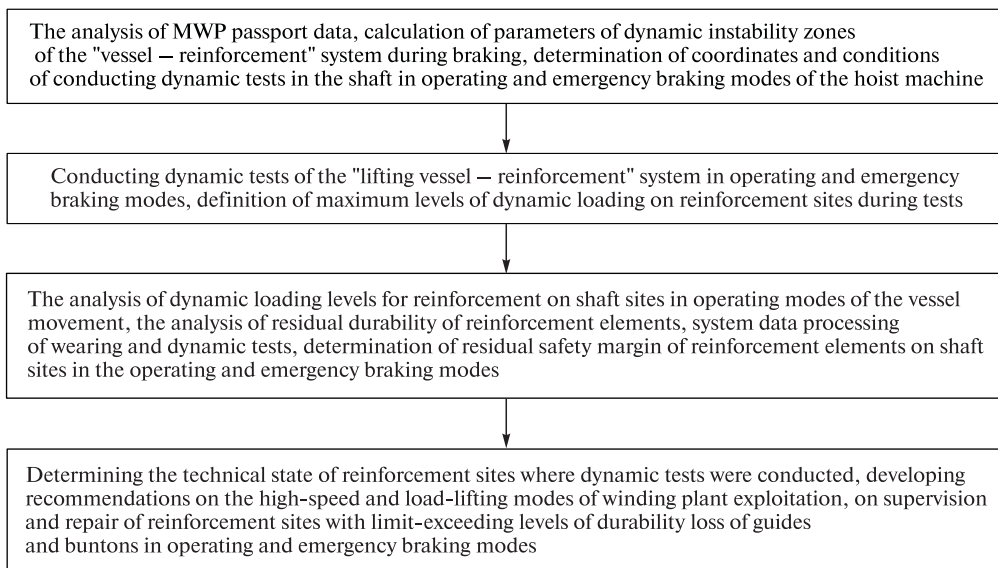 The analysis of MWP passport data, calculation of parameters of dynamic instability zones
of the "vessel – reinforcement" system during braking, determination of coordinates and conditions
of conducting dynamic tests in the shaft in operating and emergency braking modes of the hoist machine
Conducting dynamic tests of the "lifting vessel – reinforcement" system in operating and emergency
braking modes, definition of maximum levels of dynamic loading on reinforcement sites during tests
The analysis of dynamic loading levels for reinforcement on shaft sites in operating modes of the vessel
movement, the analysis of residual durability of reinforcement elements, system data processing
of wearing and dynamic tests, determination of residual safety margin of reinforcement elements on shaft
sites in the operating and emergency braking modes
Determining the technical state of reinforcement sites where dynamic tests were conducted, developing
recommendations on the high-speed and load-lifting modes of winding plant exploitation, on supervision
and repair of reinforcement sites with limit-exceeding levels of durability loss of guides
and buntons in operating and emergency braking modes